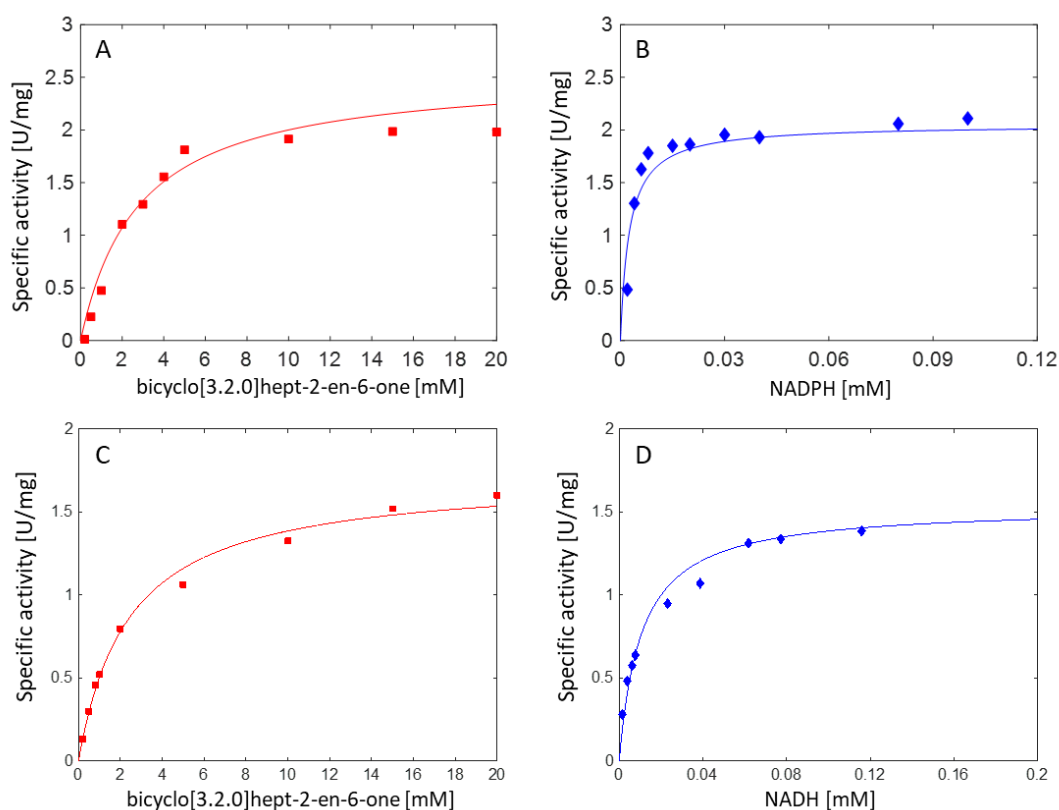 A
Specific activity [U/mg]
3
2.5
2
1.5
1
0.5
0
0 2 4 6 8 10 12 14 16 18 20
bicyclo[3.2.0]hept-2-en-6-one [mM]
B
Specific activity [U/mg]
3
2.5
2
1.5
1
0.5
0
0 0.03 0.06 0.09 0.12
NADPH [mM]
C
Specific activity [U/mg]
2
1.5
1
0.5
0
0 2 4 6 8 10 12 14 16 18 20
bicyclo[3.2.0]hept-2-en-6-one [mM]
D
Specific activity [U/mg]
2
1.5
1
0.5
0
0 0.04 0.08 0.12 0.16 0.2
NADH [mM]